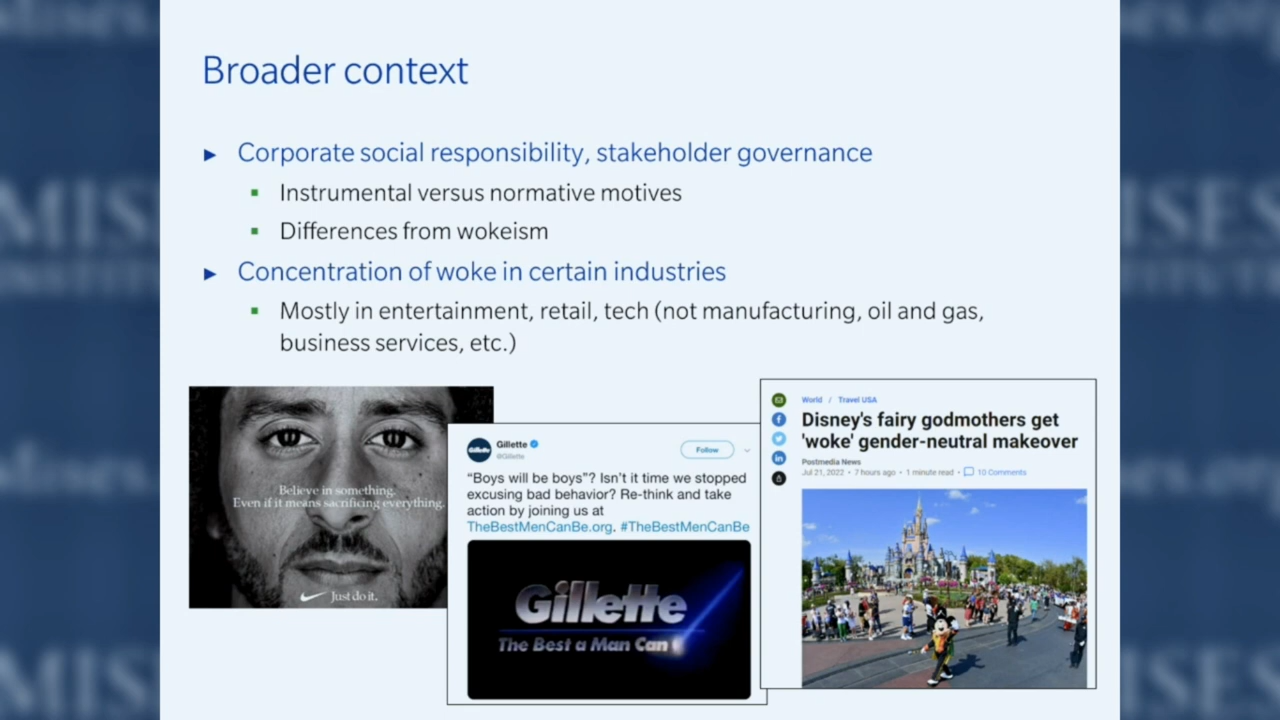 Broader context
Corporate social responsibility, stakeholder governance
Instrumental versus normative motives
Differences from wokeism
Concentration of woke in certain industries
Mostly in entertainment, retail, tech (not manufacturing, oil and gas,
business services, etc.)
Believe in something.
Even if it means sacrificing everything.
Just do it.
Gillette
@Gillette
Follow
“Boys will be boys”? Isn’t it time we stopped
excusing bad behavior? Re-think and take
action by joining us at
TheBestMenCanBe.org. #TheBestMenCanBe
Gillette
The Best a Man Can
World / Travel USA
Disney's fairy godmothers get
'woke' gender-neutral makeover
Postmedia News
Jul 21, 2022 • 7 hours ago • 1 minute read • 10 Comments